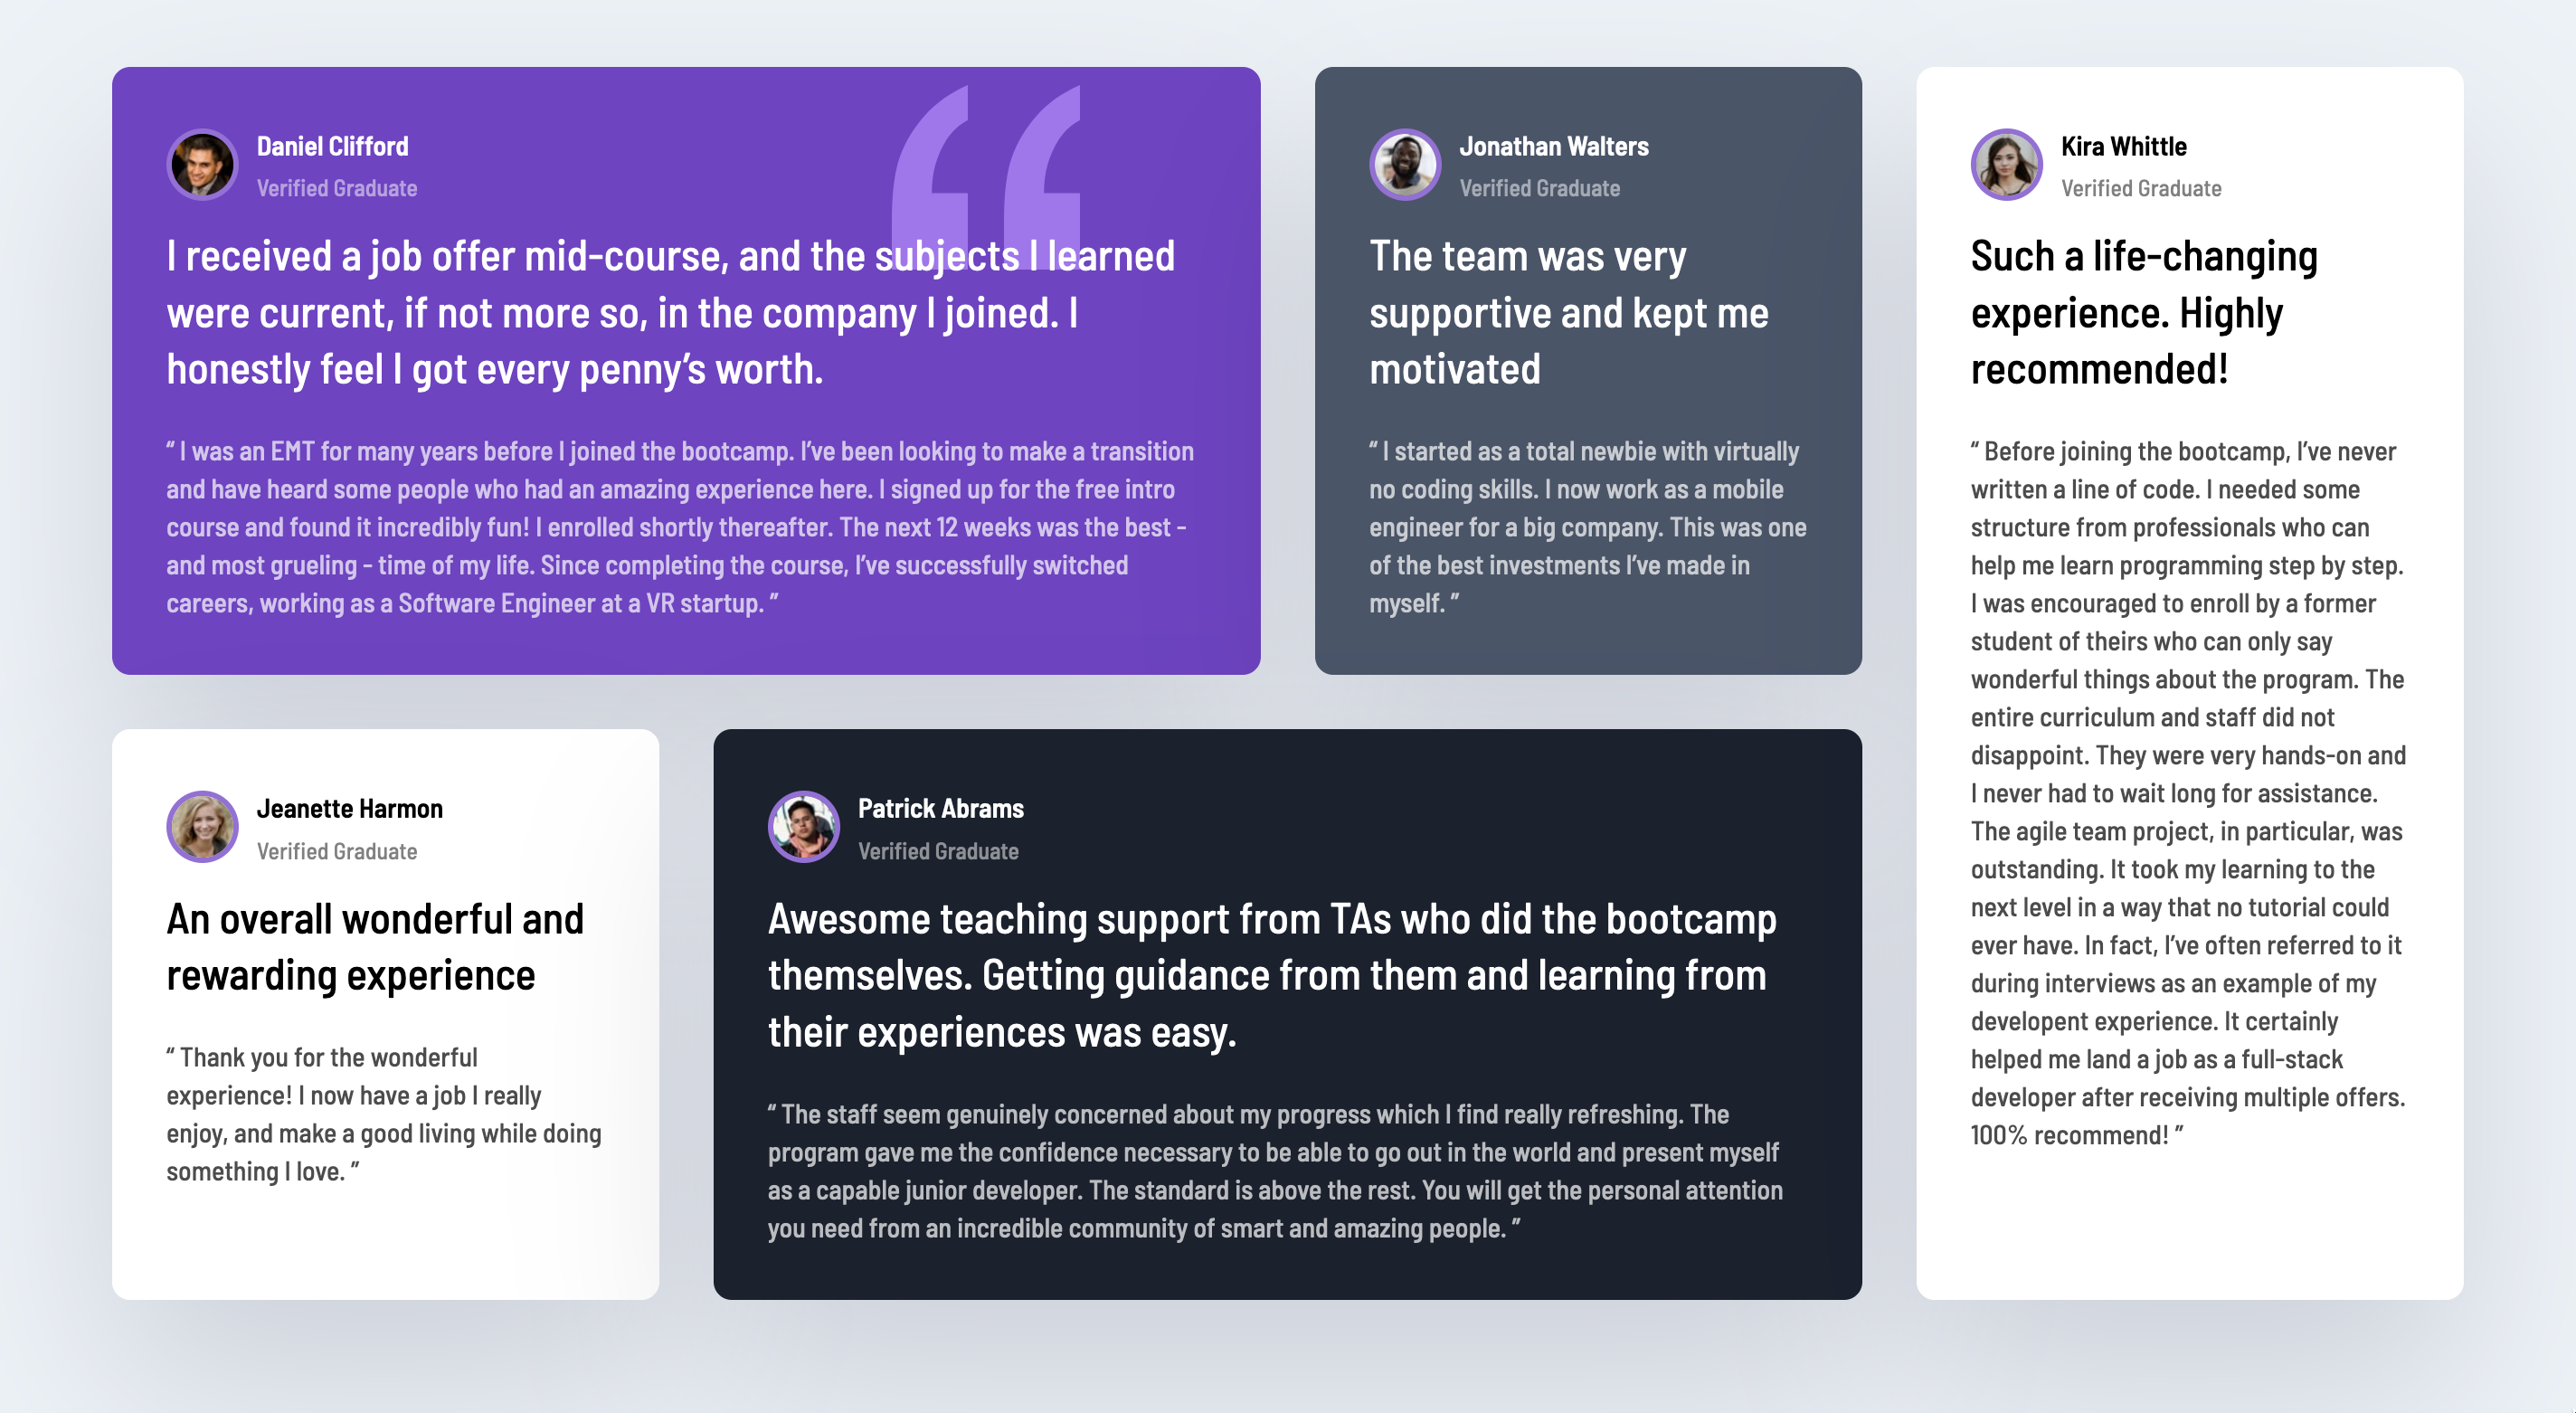 Daniel Clifford
Verified Graduate
I received a job offer mid-course, and the subjects I learned
were current, if not more so, in the company I joined. I
honestly feel I got every penny’s worth.
“ I was an EMT for many years before I joined the bootcamp. I’ve been looking to make a transition
and have heard some people who had an amazing experience here. I signed up for the free intro
course and found it incredibly fun! I enrolled shortly thereafter. The next 12 weeks was the best -
and most grueling - time of my life. Since completing the course, I’ve successfully switched
careers, working as a Software Engineer at a VR startup. ”
Jonathan Walters
Verified Graduate
The team was very
supportive and kept me
motivated
“ I started as a total newbie with virtually
no coding skills. I now work as a mobile
engineer for a big company. This was one
of the best investments I’ve made in
myself. ”
Kira Whittle
Verified Graduate
Such a life-changing
experience. Highly
recommended!
“ Before joining the bootcamp, I’ve never
written a line of code. I needed some
structure from professionals who can
help me learn programming step by step.
I was encouraged to enroll by a former
student of theirs who can only say
wonderful things about the program. The
entire curriculum and staff did not
disappoint. They were very hands-on and
I never had to wait long for assistance.
The agile team project, in particular, was
outstanding. It took my learning to the
next level in a way that no tutorial could
ever have. In fact, I’ve often referred to it
during interviews as an example of my
developent experience. It certainly
helped me land a job as a full-stack
developer after receiving multiple offers.
100% recommend! ”
Jeanette Harmon
Verified Graduate
An overall wonderful and
rewarding experience
“ Thank you for the wonderful
experience! I now have a job I really
enjoy, and make a good living while doing
something I love. ”
Patrick Abrams
Verified Graduate
Awesome teaching support from TAs who did the bootcamp
themselves. Getting guidance from them and learning from
their experiences was easy.
“ The staff seem genuinely concerned about my progress which I find really refreshing. The
program gave me the confidence necessary to be able to go out in the world and present myself
as a capable junior developer. The standard is above the rest. You will get the personal attention
you need from an incredible community of smart and amazing people. ”